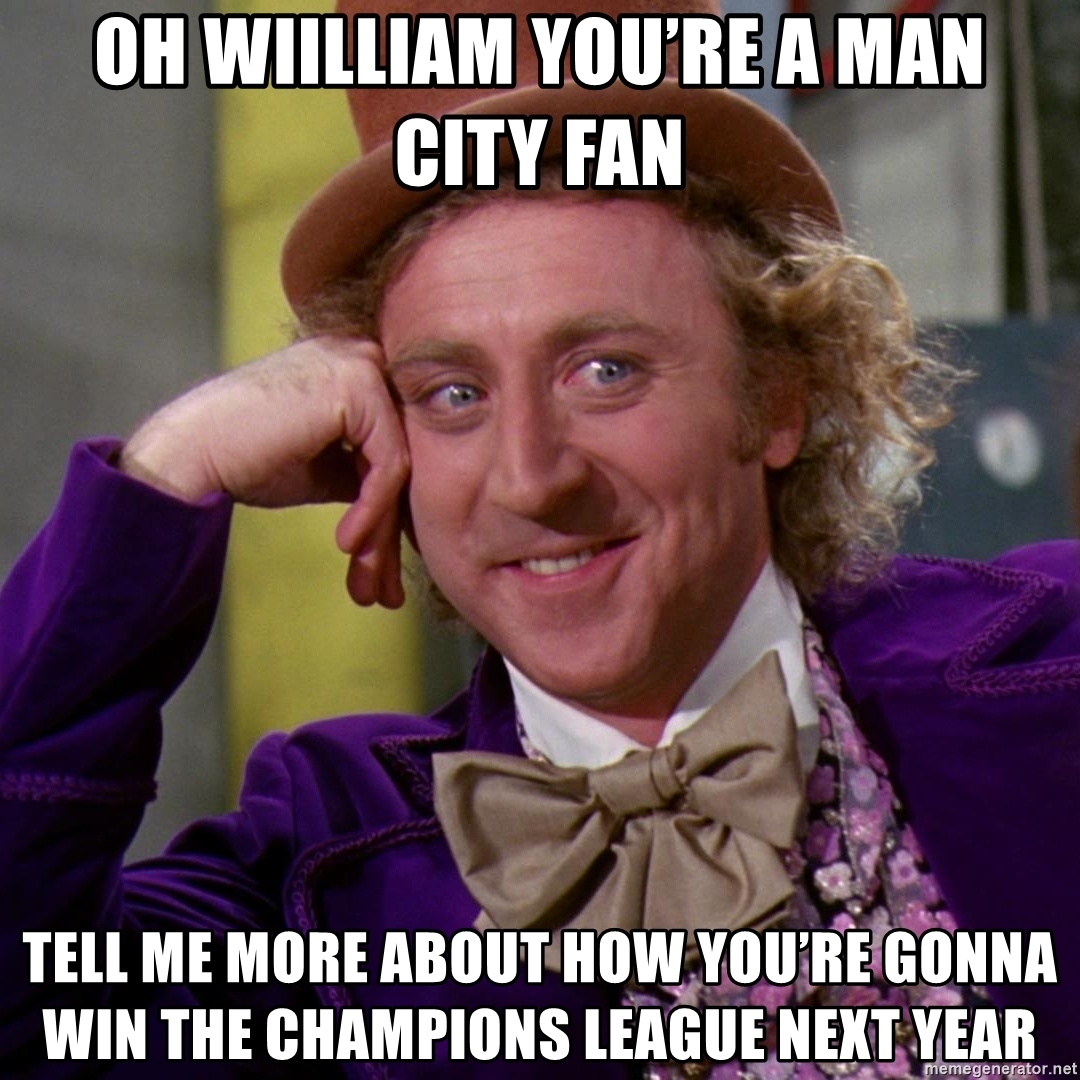 OH WIILLIAM YOU’RE A MAN
CITY FAN
TELL ME MORE ABOUT HOW YOU’RE GONNA
WIN THE CHAMPIONS LEAGUE NEXT YEAR
memegenerator.net